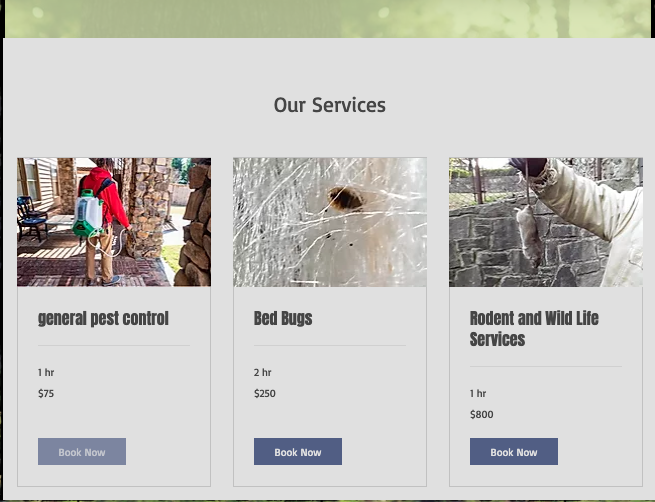 Our Services
general pest control
1 hr
$75
Book Now
Bed Bugs
2 hr
$250
Book Now
Rodent and Wild Life
Services
1 hr
$800
Book Now